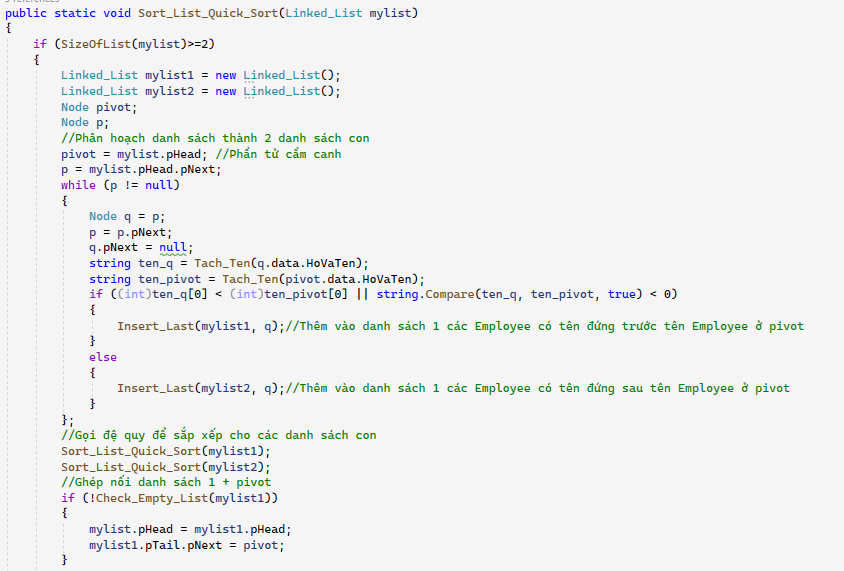 public static void Sort_List_Quick_Sort(Linked_List mylist)
{
if (SizeOfList(mylist)>=2)
{
Linked_List mylist1 = new Linked_List();
Linked_List mylist2 = new Linked_List();
Node pivot;
Node p;
//Phân hoạch danh sách thành 2 danh sách con
pivot = mylist.pHead; //Phần tử cầm canh
p = mylist.pHead.pNext;
while (p != null)
{
Node q = p;
p = p.pNext;
q.pNext = null;
string ten_q = Tach_Ten(q.data.HoVaTen);
string ten_pivot = Tach_Ten(pivot.data.HoVaTen);
if ((int)ten_q[0] < (int)ten_pivot[0] || string.Compare(ten_q, ten_pivot, true) < 0)
{
Insert_Last(mylist1, q);//Thêm vào danh sách 1 các Employee có tên đứng trước tên Employee ở pivot
}
else
{
Insert_Last(mylist2, q);//Thêm vào danh sách 1 các Employee có tên đứng sau tên Employee ở pivot
}
};
//Gọi đệ quy để sắp xếp cho các danh sách con
Sort_List_Quick_Sort(mylist1);
Sort_List_Quick_Sort(mylist2);
//Ghép nối danh sách 1 + pivot
if (!Check_Empty_List(mylist1))
{
mylist.pHead = mylist1.pHead;
mylist1.pTail.pNext = pivot;
}